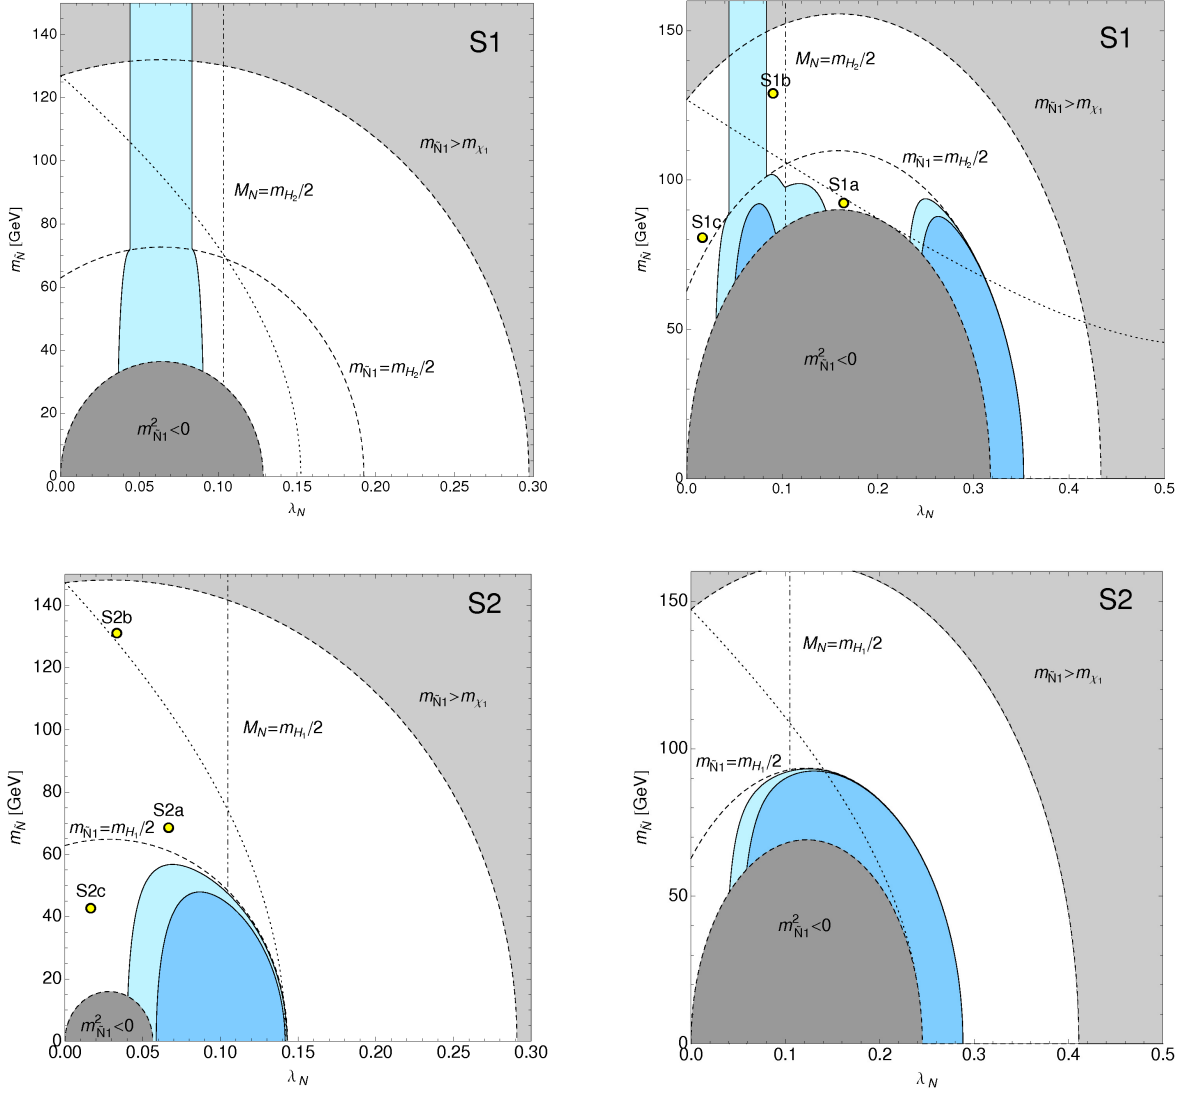 S1
140
120
100
80
60
40
20
0
m_Ñ [GeV]
m_Ñ1>m_χ1
M_N=m_H2/2
m_Ñ1=m_H2/2
m²_Ñ1<0
0.00 0.05 0.10 0.15 0.20 0.25 0.30
λ_N
S1
150
100
50
0
m_Ñ [GeV]
M_N=m_H2/2
S1b
m_Ñ1>m_χ1
m_Ñ1=m_H2/2
S1a
S1c
m²_Ñ1<0
0.0 0.1 0.2 0.3 0.4 0.5
λ_N
S2
140
120
100
80
60
40
20
0
m_Ñ [GeV]
S2b
m_Ñ1>m_χ1
M_N=m_H1/2
S2a
m_Ñ1=m_H1/2
S2c
m²_Ñ1<0
0.00 0.05 0.10 0.15 0.20 0.25 0.30
λ_N
S2
150
100
50
0
m_Ñ [GeV]
M_N=m_H1/2
m_Ñ1>m_χ1
m_Ñ1=m_H1/2
m²_Ñ1<0
0.0 0.1 0.2 0.3 0.4 0.5
λ_N